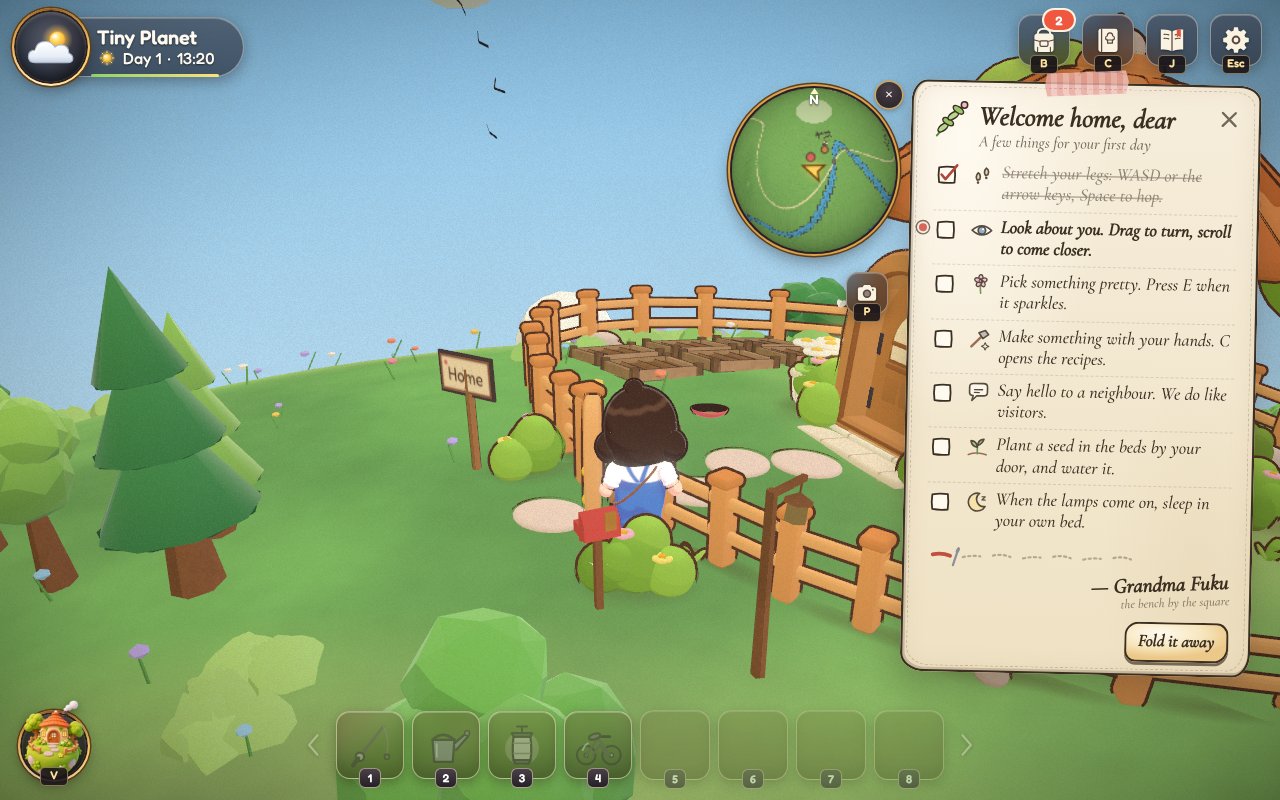 Tiny Planet
Day 1 · 13:20
2
B
C
J
Esc
N
×
P
Home
Welcome home, dear
A few things for your first day
Stretch your legs: WASD or the
arrow keys, Space to hop.
Look about you. Drag to turn, scroll
to come closer.
Pick something pretty. Press E when
it sparkles.
Make something with your hands. C
opens the recipes.
Say hello to a neighbour. We do like
visitors.
Plant a seed in the beds by your
door, and water it.
When the lamps come on, sleep in
your own bed.
— Grandma Fuku
the bench by the square
Fold it away
V
1
2
3
4
5
6
7
8